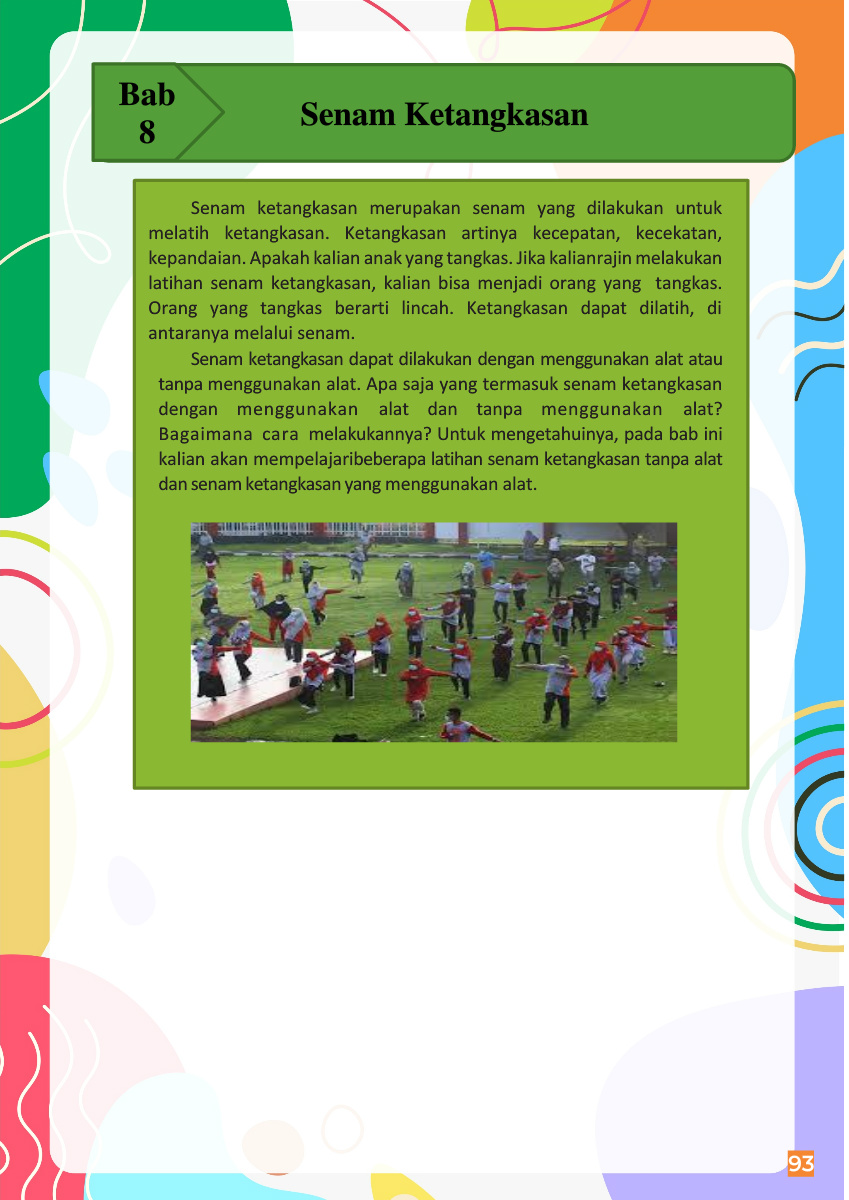 Bab
8
Senam Ketangkasan
Senam ketangkasan merupakan senam yang dilakukan untuk
melatih ketangkasan. Ketangkasan artinya kecepatan, kecekatan,
kepandaian. Apakah kalian anak yang tangkas. Jika kalianrajin melakukan
latihan senam ketangkasan, kalian bisa menjadi orang yang tangkas.
Orang yang tangkas berarti lincah. Ketangkasan dapat dilatih, di
antaranya melalui senam.
Senam ketangkasan dapat dilakukan dengan menggunakan alat atau
tanpa menggunakan alat. Apa saja yang termasuk senam ketangkasan
dengan menggunakan alat dan tanpa menggunakan alat?
Bagaimana cara melakukannya? Untuk mengetahuinya, pada bab ini
kalian akan mempelajaribeberapa latihan senam ketangkasan tanpa alat
dan senam ketangkasan yang menggunakan alat.
93